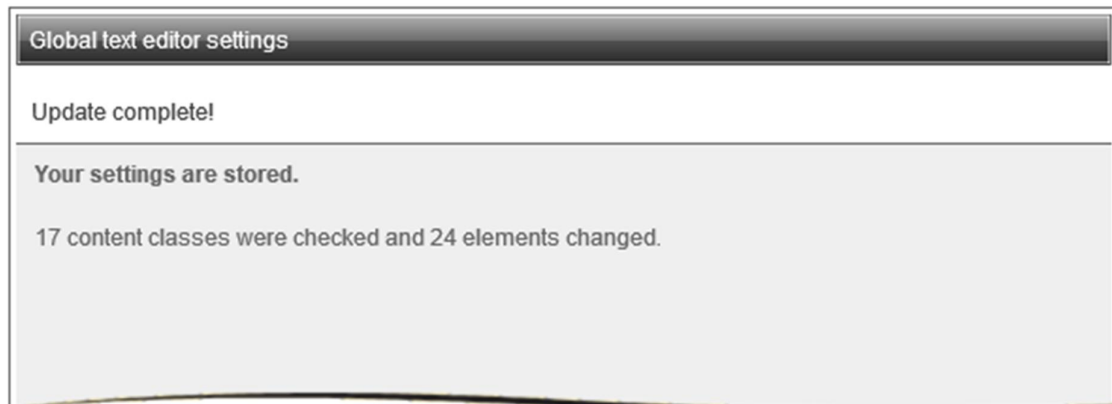 Global text editor settings
Update complete!
Your settings are stored.
17 content classes were checked and 24 elements changed.